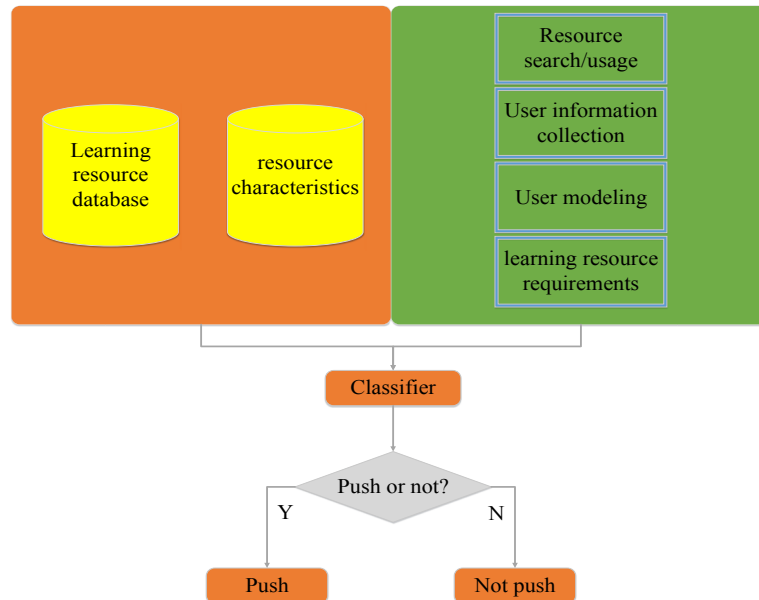 Learning
resource
database
resource
characteristics
Resource
search/usage
User information
collection
User modeling
learning resource
requirements
Classifier
Push or not?
Y
N
Push
Not push